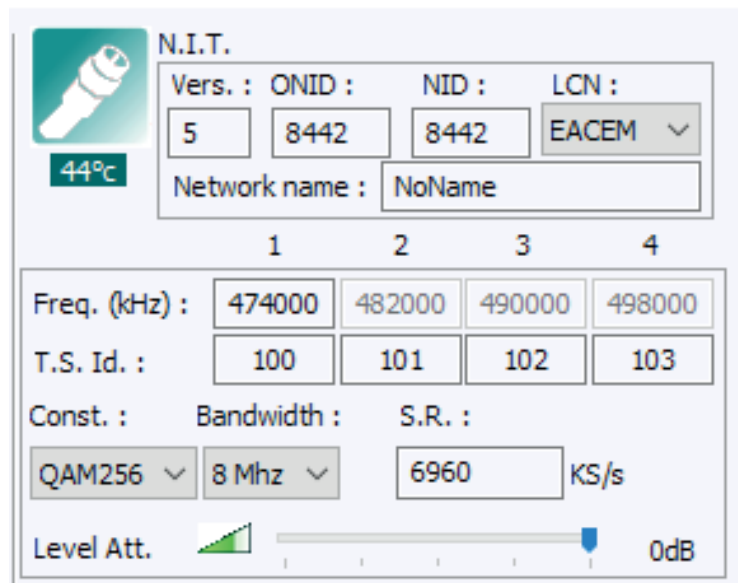 N.I.T.
Vers. : ONID : NID : LCN :
5 8442 8442 EACEM
44°c
Network name : NoName
1 2 3 4
Freq. (kHz) : 474000 482000 490000 498000
T.S. Id. : 100 101 102 103
Const. : Bandwidth : S.R. :
QAM256 8 Mhz 6960 KS/s
Level Att. 0dB